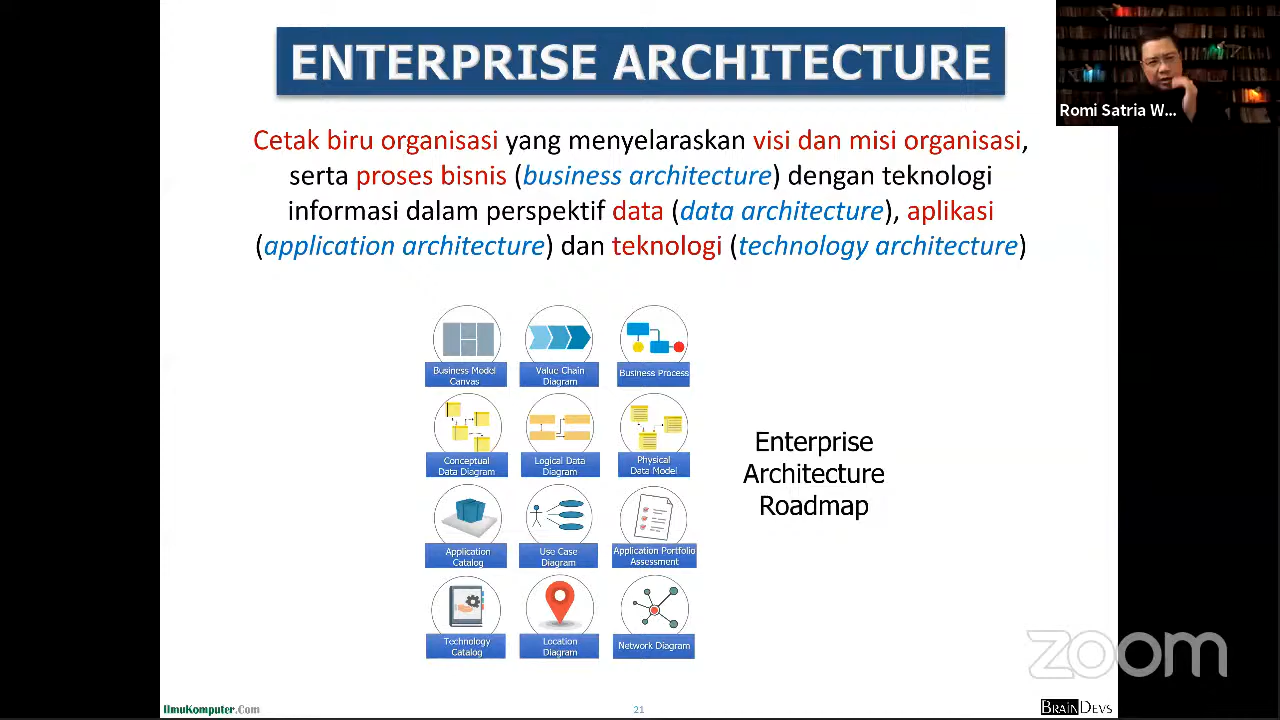 ENTERPRISE ARCHITECTURE
Romi Satria W...
Cetak biru organisasi yang menyelaraskan visi dan misi organisasi,
serta proses bisnis (business architecture) dengan teknologi
informasi dalam perspektif data (data architecture), aplikasi
(application architecture) dan teknologi (technology architecture)
Business Model
Canvas
Value Chain
Diagram
Business Process
Conceptual
Data Diagram
Logical Data
Diagram
Physical
Data Model
Application
Catalog
Use Case
Diagram
Application Portfolio
Assessment
Technology
Catalog
Location
Diagram
Network Diagram
Enterprise
Architecture
Roadmap
zoom
IlmuKomputer.Com
21
BRAINDEVS